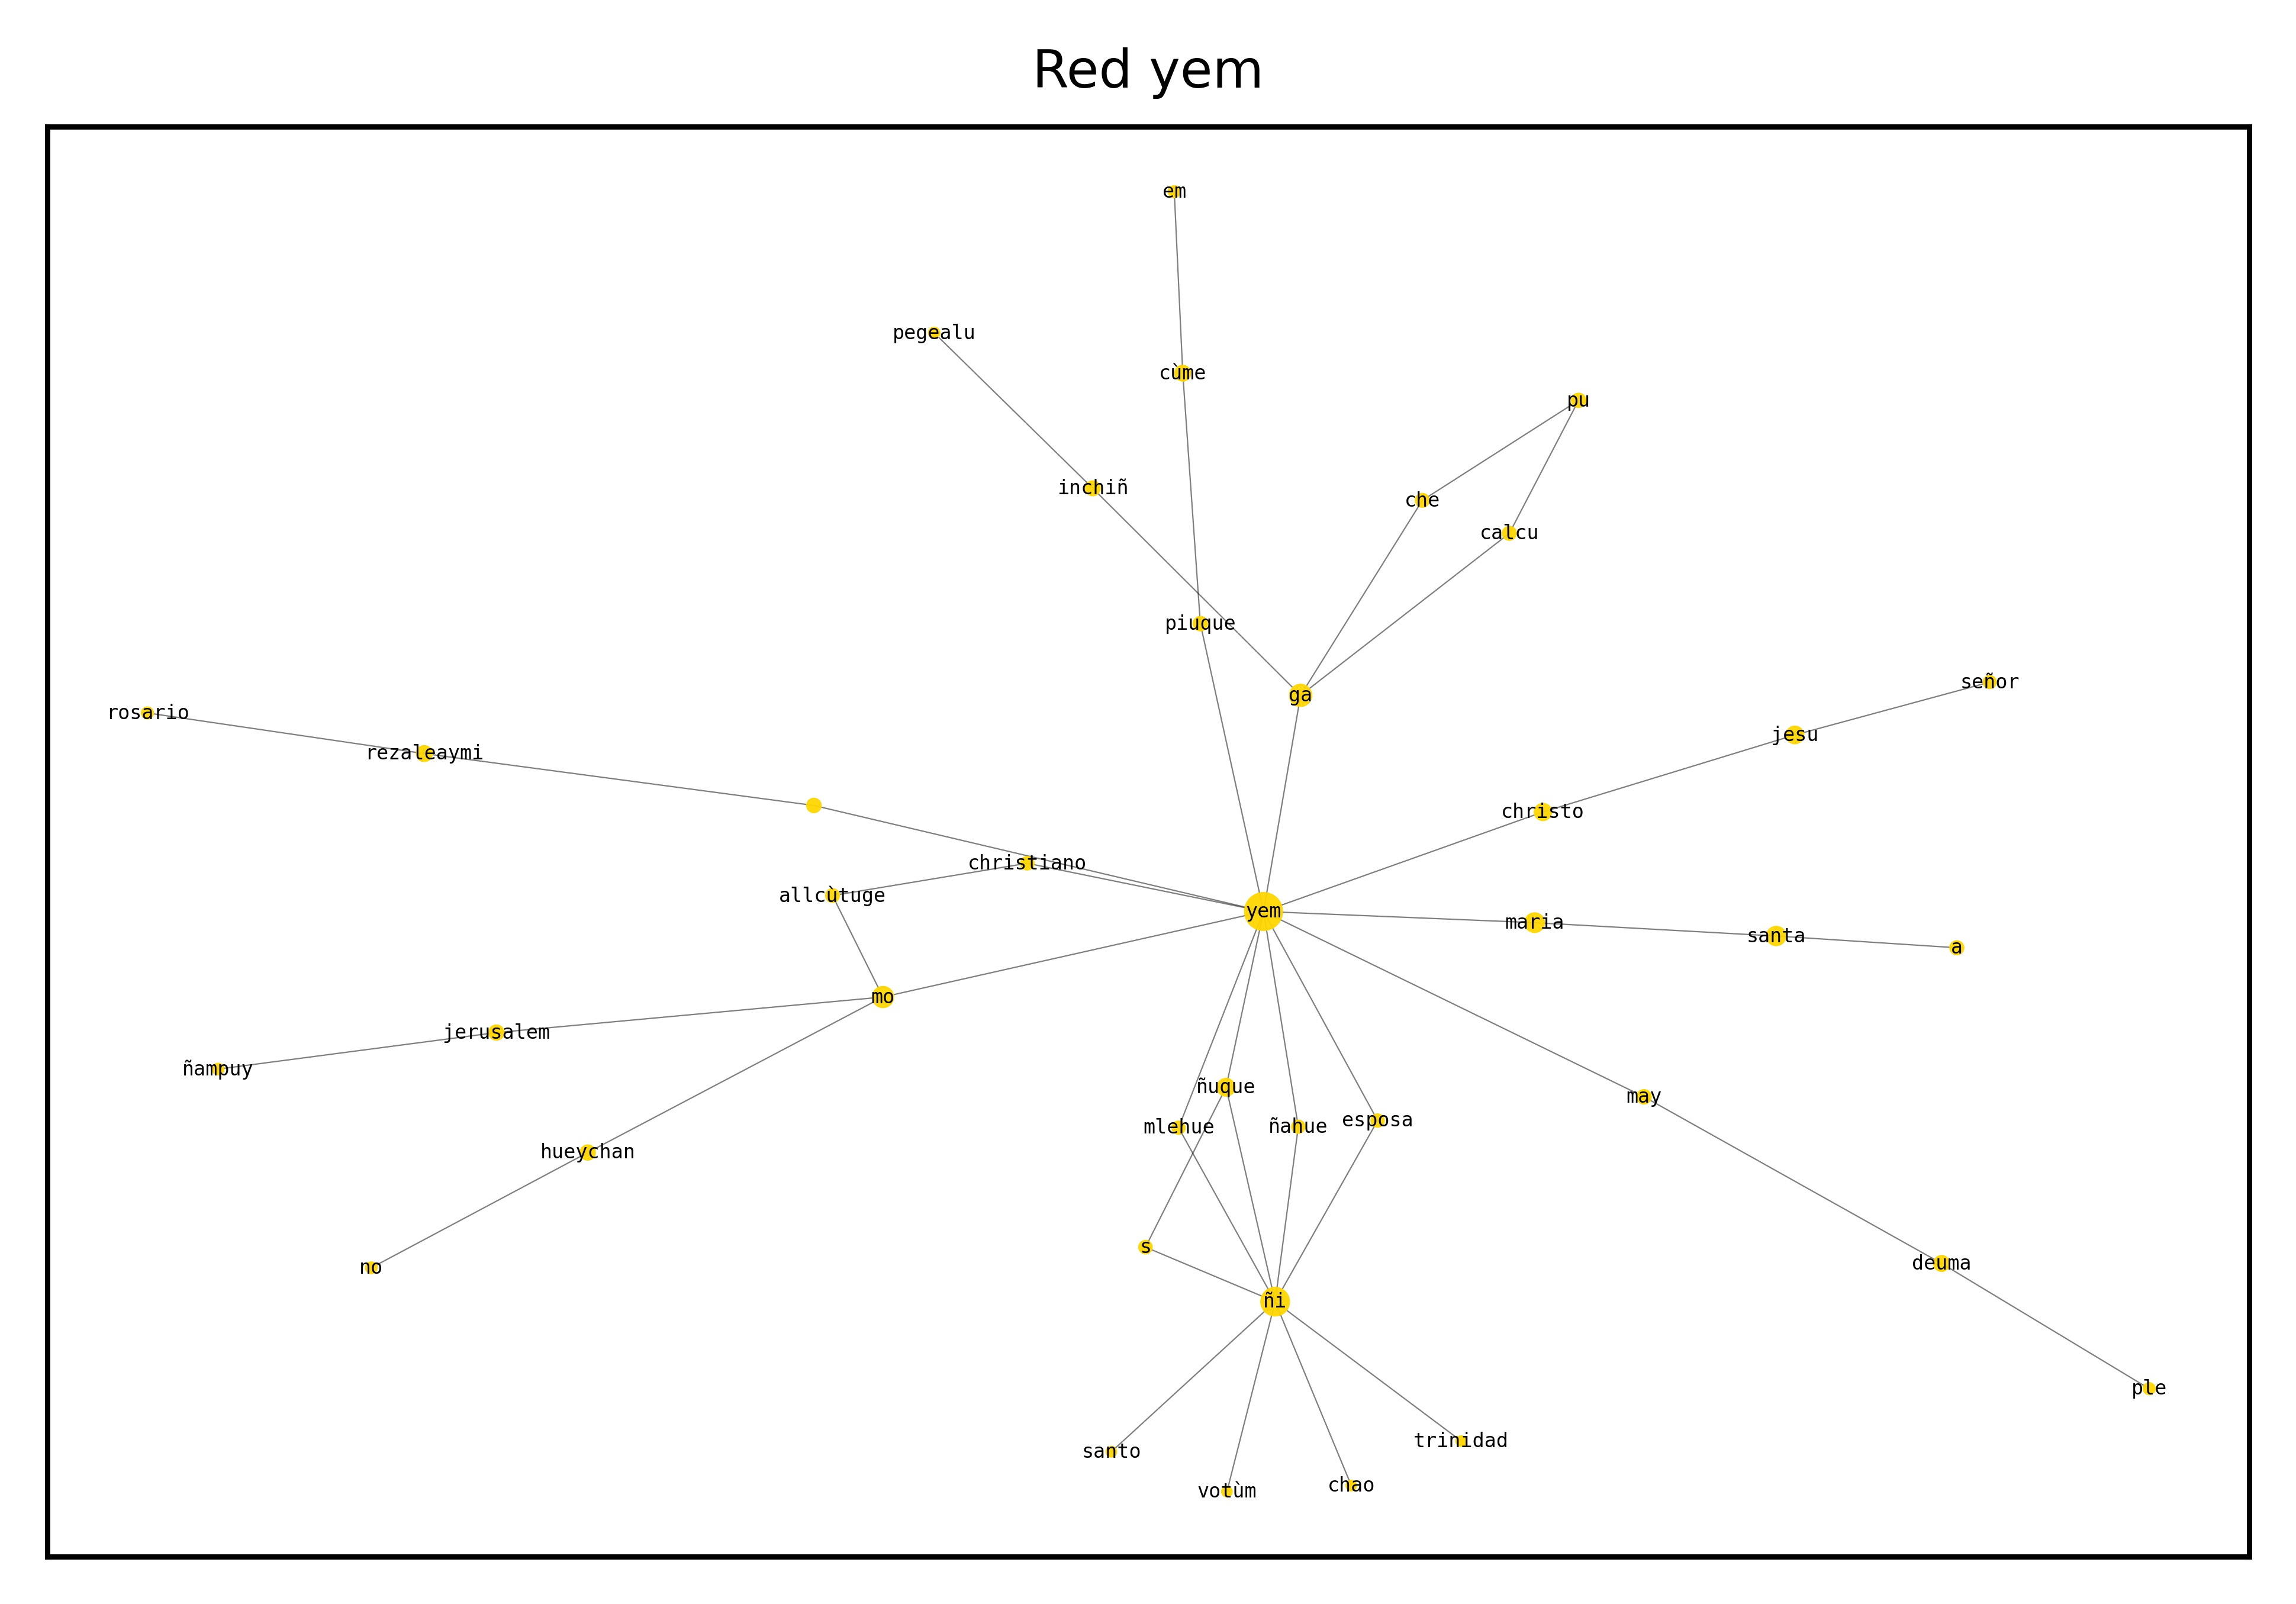 Red yem
em
pegealu
cùme
pu
inchiñ
che
calcu
piuque
señor
ga
rosario
jesu
rezaleaymi
christo
christiano
allcùtuge
yem
maria
santa
a
mo
jerusalem
ñampuy
ñuque
may
esposa
mlehue
ñahue
hueychan
s
deuma
no
ñi
ple
trinidad
santo
chao
votùm